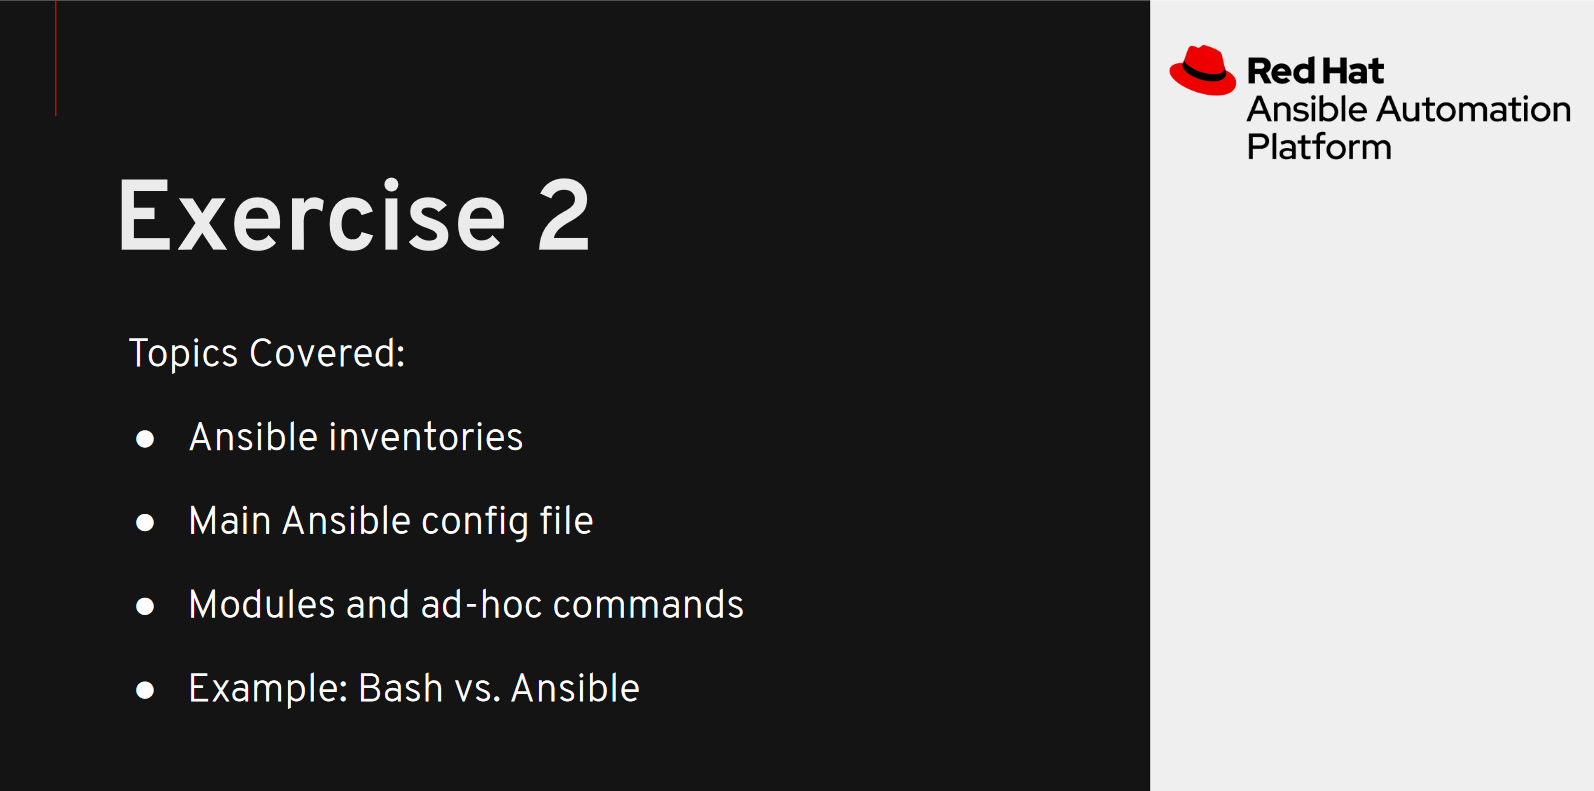 Exercise 2
Topics Covered:
● Ansible inventories
● Main Ansible config file
● Modules and ad-hoc commands
● Example: Bash vs. Ansible
Red Hat
Ansible Automation
Platform